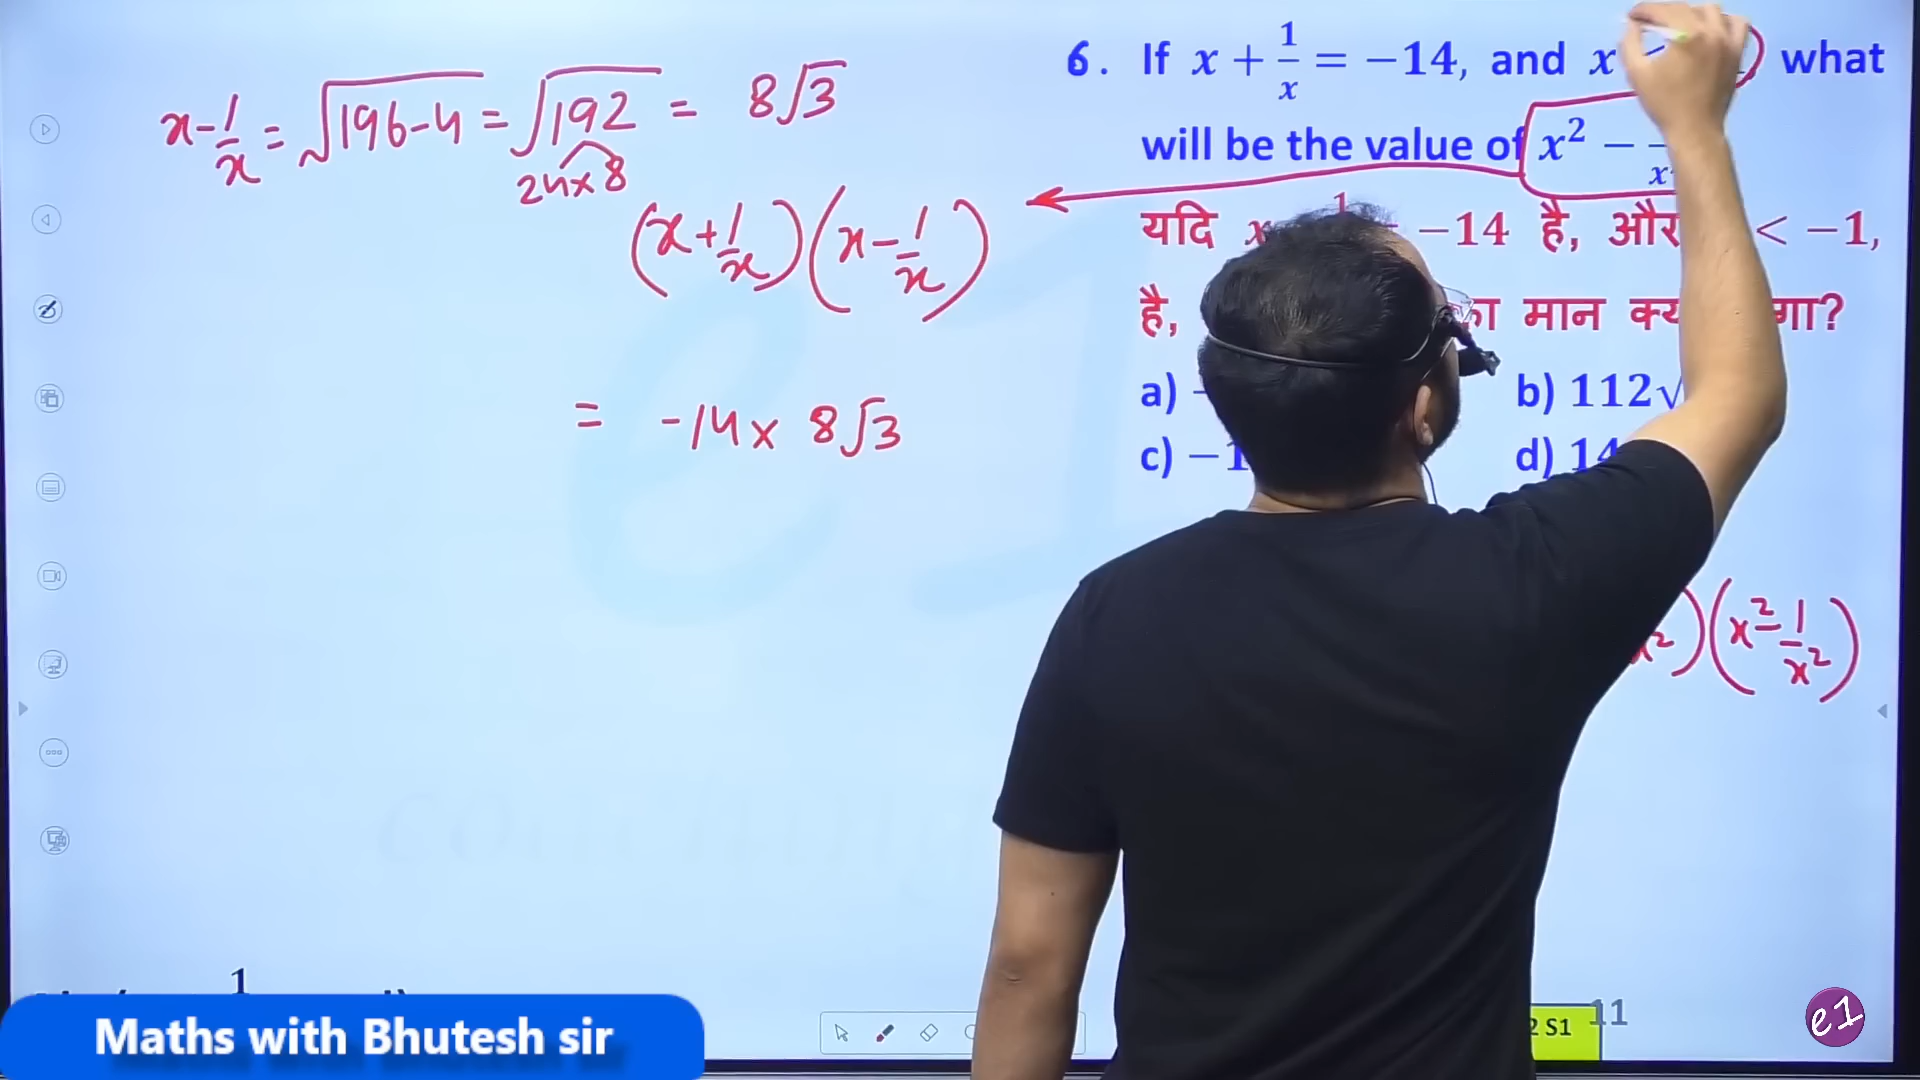 6. If x + 1/x = −14, and x what
will be the value of x² −
यदि −14 है, और < −1,
है, का मान
a) b) 112√
c) d)
x − 1/x = √196−4 = √192 = 8√3
24×8
(x + 1/x)(x − 1/x)
= −14 × 8√3
(x² − 1/x²)
Maths with Bhutesh sir
2 S1 11
e1